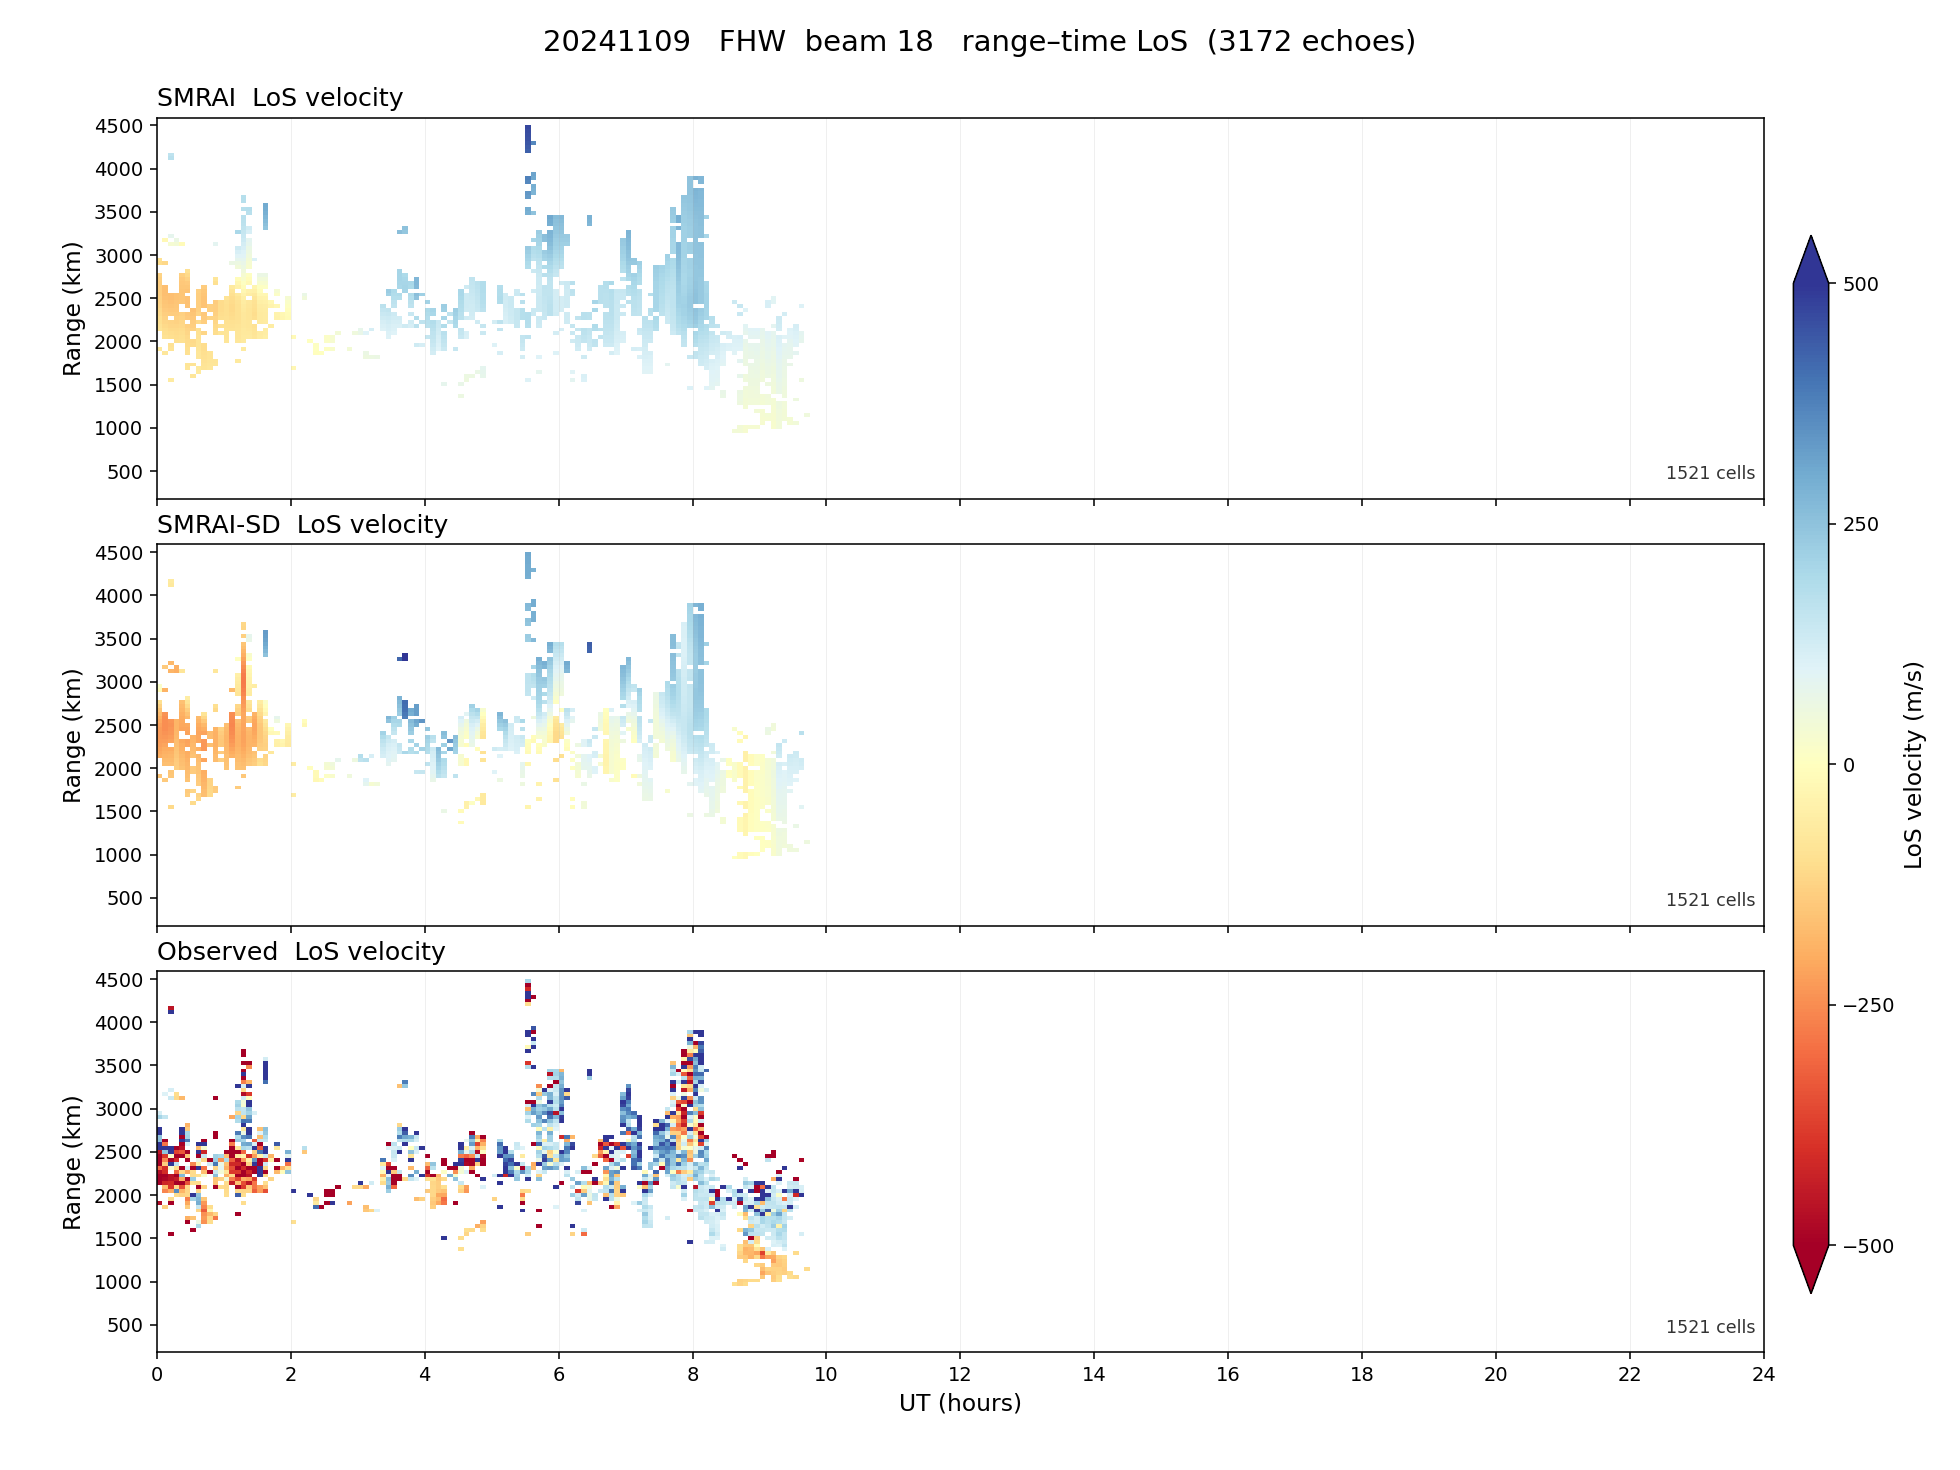 20241109   FHW  beam 18   range–time LoS  (3172 echoes)
SMRAI  LoS velocity
4500
4000
3500
3000
2500
2000
1500
1000
500
Range (km)
1521 cells
SMRAI-SD  LoS velocity
4500
4000
3500
3000
2500
2000
1500
1000
500
Range (km)
1521 cells
Observed  LoS velocity
4500
4000
3500
3000
2500
2000
1500
1000
500
Range (km)
1521 cells
0 2 4 6 8 10 12 14 16 18 20 22 24
UT (hours)
500
250
0
−250
−500
LoS velocity (m/s)